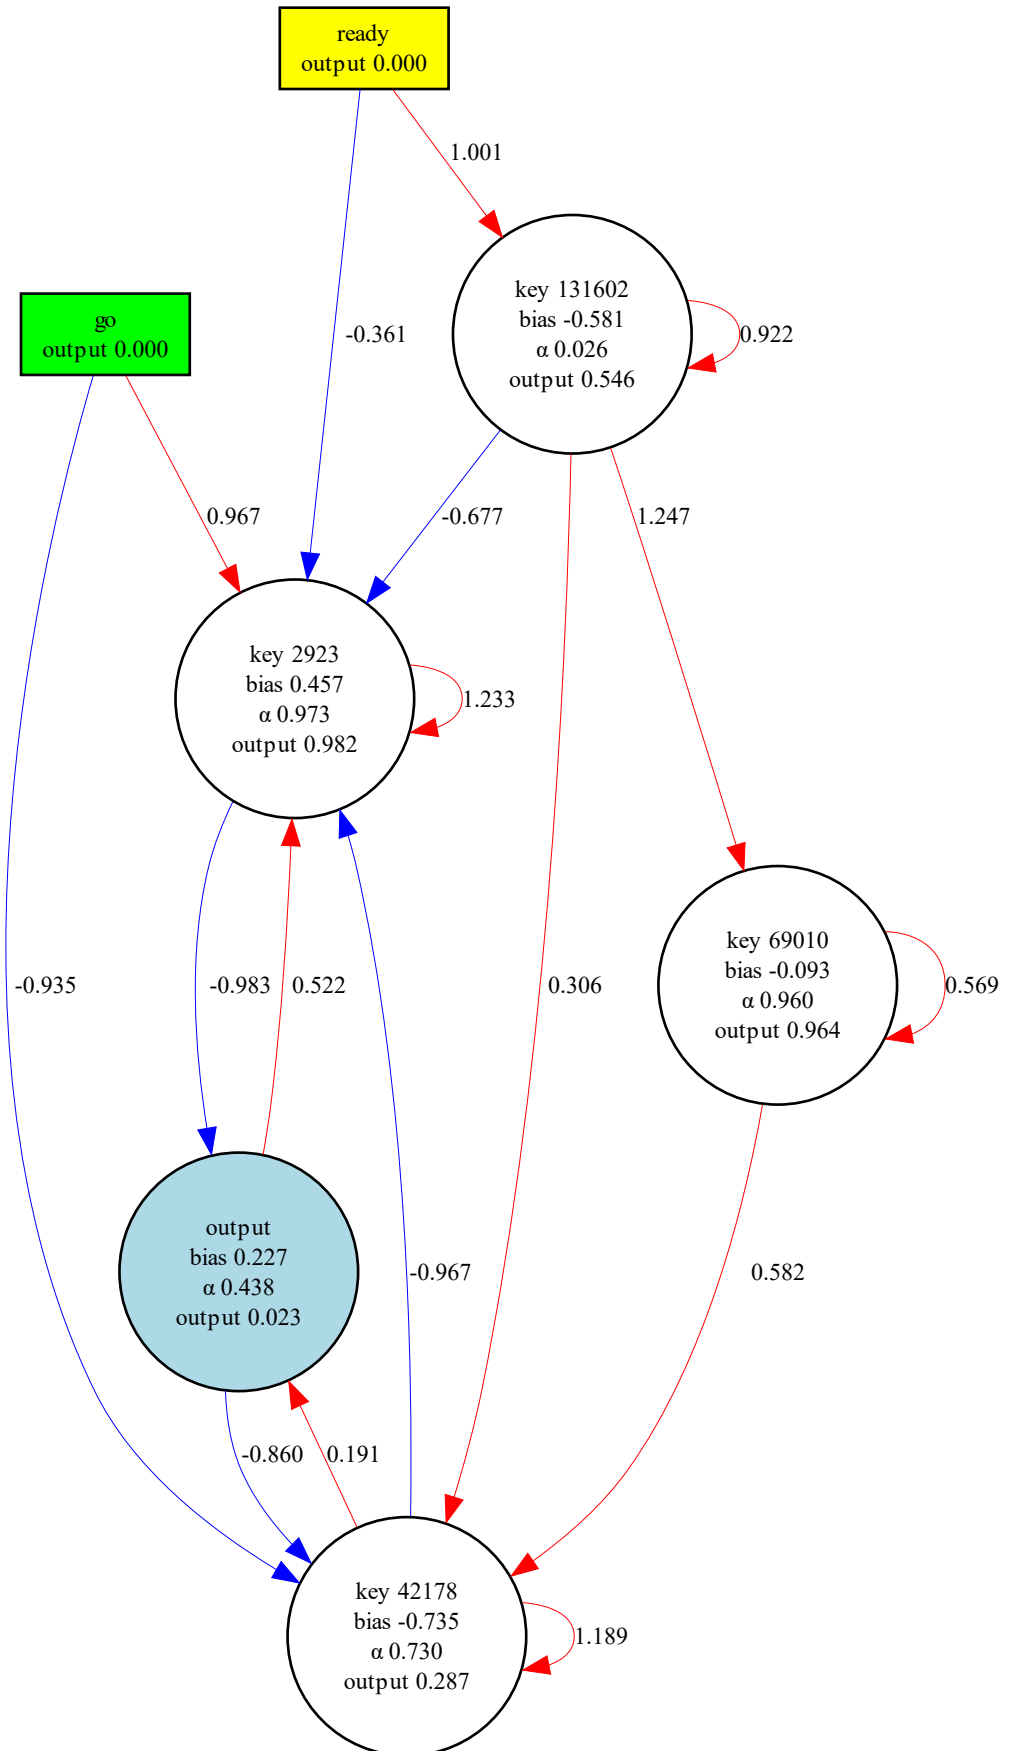 ready
output 0.000
1.001
key 131602
bias -0.581
α 0.026
output 0.546
0.922
go
output 0.000
-0.361
0.967
-0.677
1.247
key 2923
bias 0.457
α 0.973
output 0.982
1.233
key 69010
bias -0.093
α 0.960
output 0.964
0.569
-0.935
-0.983
0.522
0.306
output
bias 0.227
α 0.438
output 0.023
-0.967
0.582
-0.860
0.191
key 42178
bias -0.735
α 0.730
output 0.287
1.189